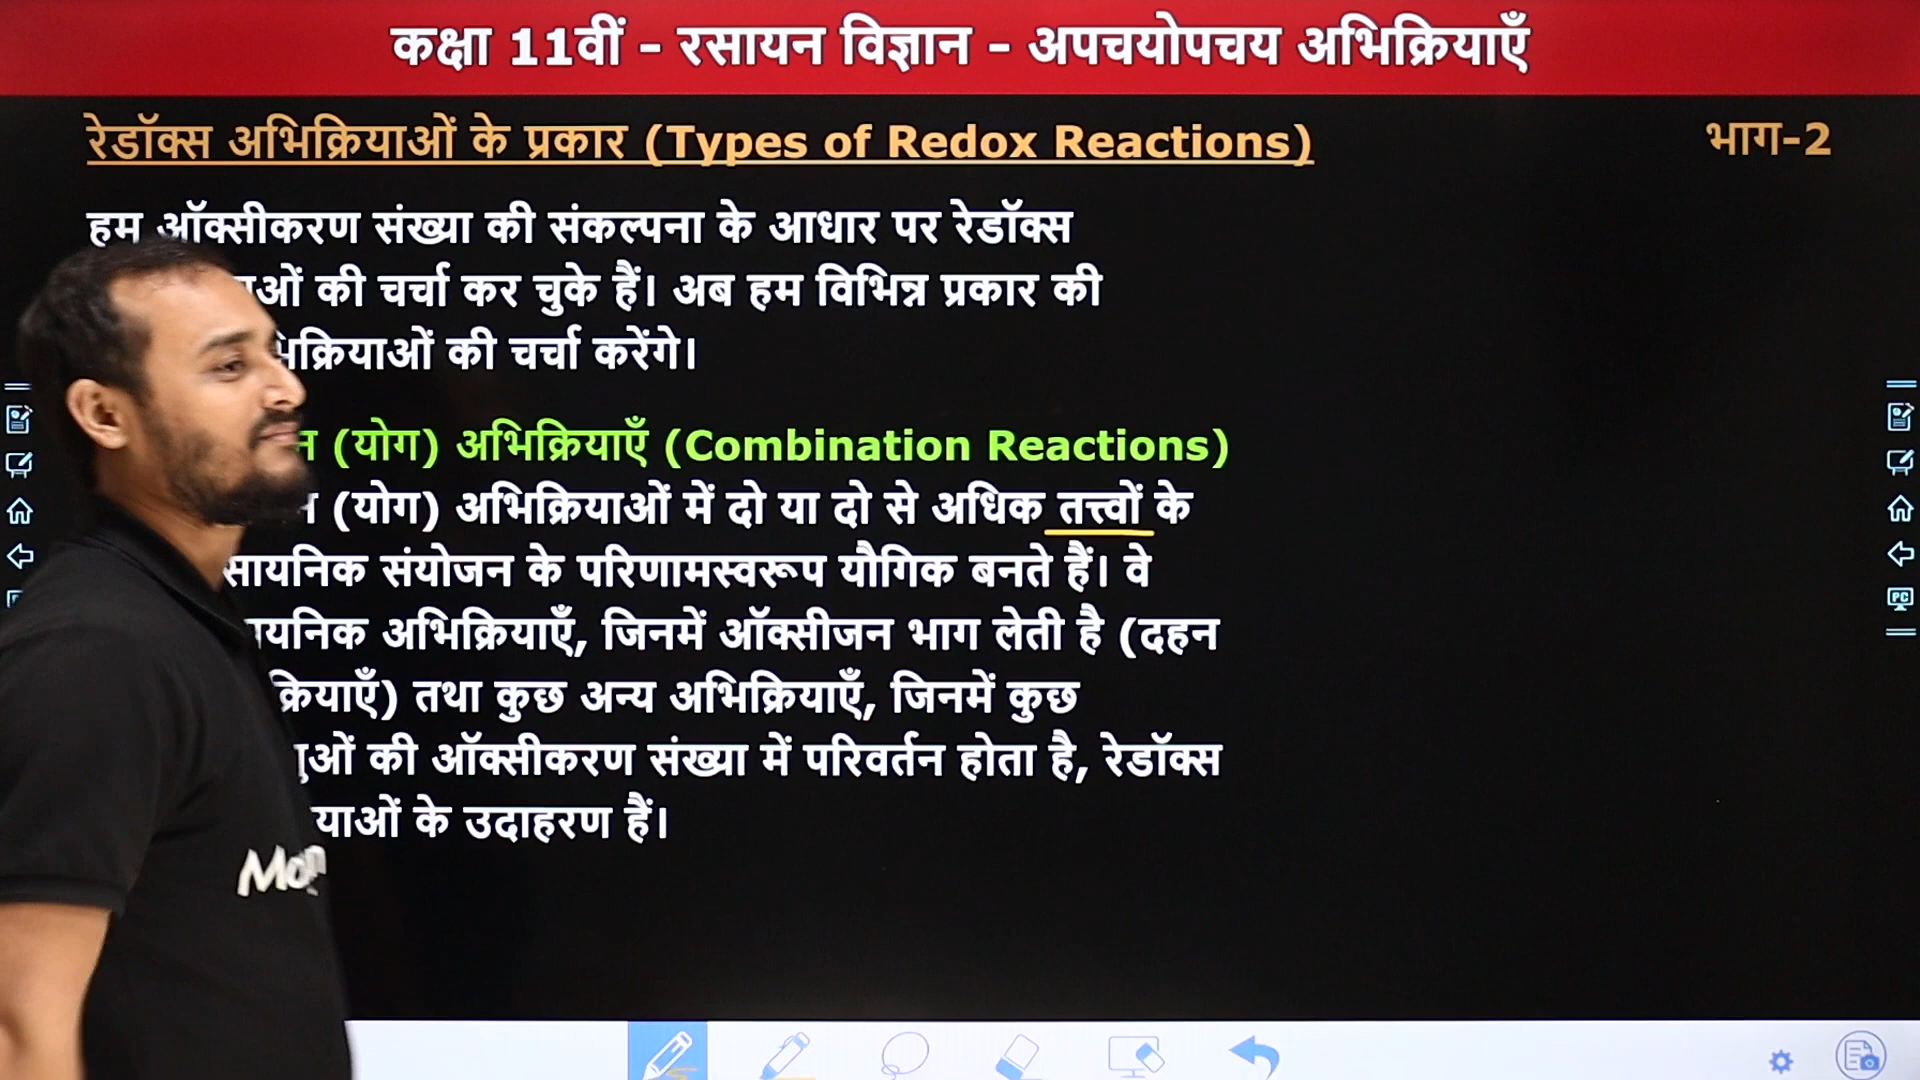 कक्षा 11वीं - रसायन विज्ञान - अपचयोपचय अभिक्रियाएँ
रेडॉक्स अभिक्रियाओं के प्रकार (Types of Redox Reactions)
भाग-2
हम ऑक्सीकरण संख्या की संकल्पना के आधार पर रेडॉक्स
की चर्चा कर चुके हैं। अब हम विभिन्न प्रकार की
की चर्चा करेंगे।
(योग) अभिक्रियाएँ (Combination Reactions)
(योग) अभिक्रियाओं में दो या दो से अधिक तत्त्वों के
संयोजन के परिणामस्वरूप यौगिक बनते हैं। वे
अभिक्रियाएँ, जिनमें ऑक्सीजन भाग लेती है (दहन
तथा कुछ अन्य अभिक्रियाएँ, जिनमें कुछ
की ऑक्सीकरण संख्या में परिवर्तन होता है, रेडॉक्स
के उदाहरण हैं।
PC